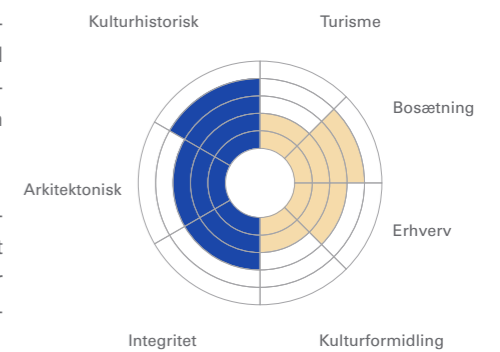 Kulturhistorisk
Turisme
Bosætning
Arkitektonisk
Erhverv
Integritet
Kulturformidling